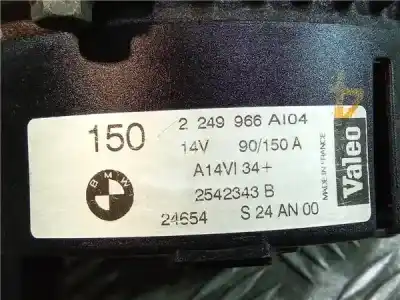 150
2 249 966 AI04
14V 90/150 A
A14VI 34+
2542343 B
24654 S 24 AN 00
BMW
MADE IN FRANCE
Valeo